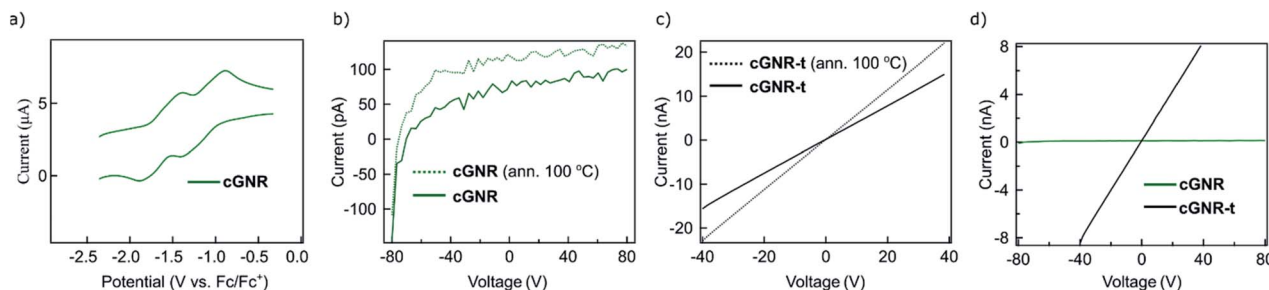 a)
Current (μA)
5
0
cGNR
-2.5 -2.0 -1.5 -1.0 -0.5 0.0
Potential (V vs. Fc/Fc⁺)
b)
Current (pA)
100
50
0
-50
-100
cGNR (ann. 100 °C)
cGNR
-80 -40 0 40 80
Voltage (V)
c)
Current (nA)
20
10
0
-10
-20
cGNR-t (ann. 100 °C)
cGNR-t
-40 -20 0 20 40
Voltage (V)
d)
Current (nA)
8
4
0
-4
-8
cGNR
cGNR-t
-80 -40 0 40 80
Voltage (V)